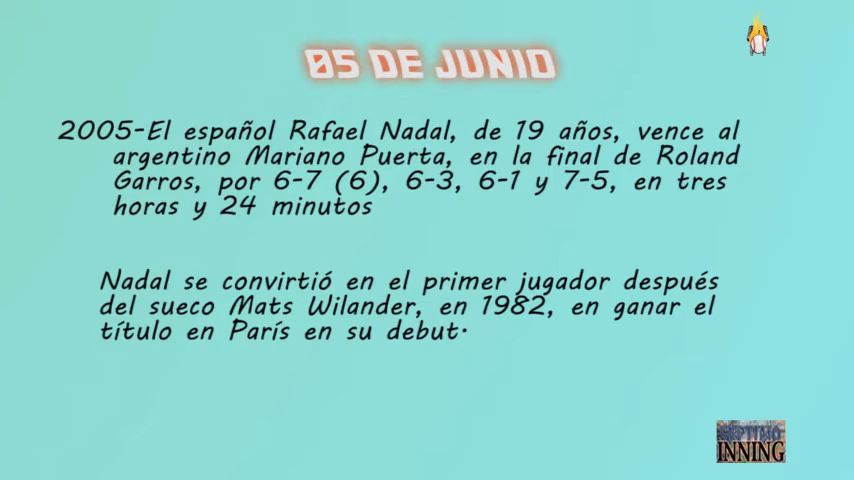 05 DE JUNIO
2005-El español Rafael Nadal, de 19 años, vence al
argentino Mariano Puerta, en la final de Roland
Garros, por 6-7 (6), 6-3, 6-1 y 7-5, en tres
horas y 24 minutos
Nadal se convirtió en el primer jugador después
del sueco Mats Wilander, en 1982, en ganar el
título en París en su debut.
SÉPTIMO
INNING